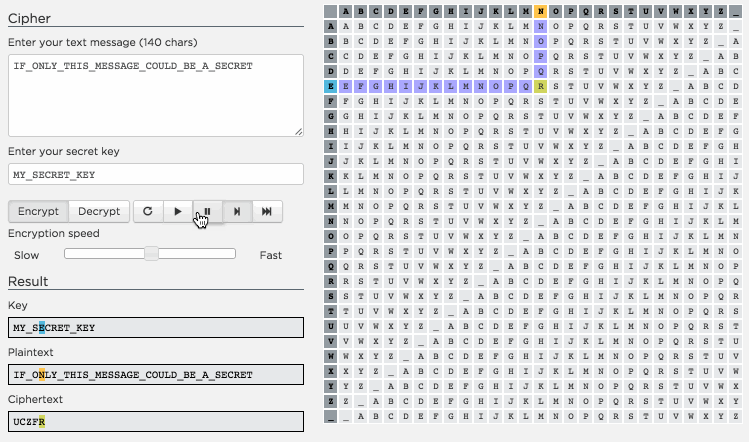 Cipher
Enter your text message (140 chars)
IF_ONLY_THIS_MESSAGE_COULD_BE_A_SECRET
Enter your secret key
MY_SECRET_KEY
Encrypt Decrypt
Encryption speed
Slow Fast
Result
Key
MY_SECRET_KEY
Plaintext
IF_ONLY_THIS_MESSAGE_COULD_BE_A_SECRET
Ciphertext
UCZFR
A B C D E F G H I J K L M N O P Q R S T U V W X Y Z _
A A B C D E F G H I J K L M N O P Q R S T U V W X Y Z _
B B C D E F G H I J K L M N O P Q R S T U V W X Y Z _ A
C C D E F G H I J K L M N O P Q R S T U V W X Y Z _ A B
D D E F G H I J K L M N O P Q R S T U V W X Y Z _ A B C
E E F G H I J K L M N O P Q R S T U V W X Y Z _ A B C D
F F G H I J K L M N O P Q R S T U V W X Y Z _ A B C D E
G G H I J K L M N O P Q R S T U V W X Y Z _ A B C D E F
H H I J K L M N O P Q R S T U V W X Y Z _ A B C D E F G
I I J K L M N O P Q R S T U V W X Y Z _ A B C D E F G H
J J K L M N O P Q R S T U V W X Y Z _ A B C D E F G H I
K K L M N O P Q R S T U V W X Y Z _ A B C D E F G H I J
L L M N O P Q R S T U V W X Y Z _ A B C D E F G H I J K
M M N O P Q R S T U V W X Y Z _ A B C D E F G H I J K L
N N O P Q R S T U V W X Y Z _ A B C D E F G H I J K L M
O O P Q R S T U V W X Y Z _ A B C D E F G H I J K L M N
P P Q R S T U V W X Y Z _ A B C D E F G H I J K L M N O
Q Q R S T U V W X Y Z _ A B C D E F G H I J K L M N O P
R R S T U V W X Y Z _ A B C D E F G H I J K L M N O P Q
S S T U V W X Y Z _ A B C D E F G H I J K L M N O P Q R
T T U V W X Y Z _ A B C D E F G H I J K L M N O P Q R S
U U V W X Y Z _ A B C D E F G H I J K L M N O P Q R S T
V V W X Y Z _ A B C D E F G H I J K L M N O P Q R S T U
W W X Y Z _ A B C D E F G H I J K L M N O P Q R S T U V
X X Y Z _ A B C D E F G H I J K L M N O P Q R S T U V W
Y Y Z _ A B C D E F G H I J K L M N O P Q R S T U V W X
Z Z _ A B C D E F G H I J K L M N O P Q R S T U V W X Y
_ _ A B C D E F G H I J K L M N O P Q R S T U V W X Y Z